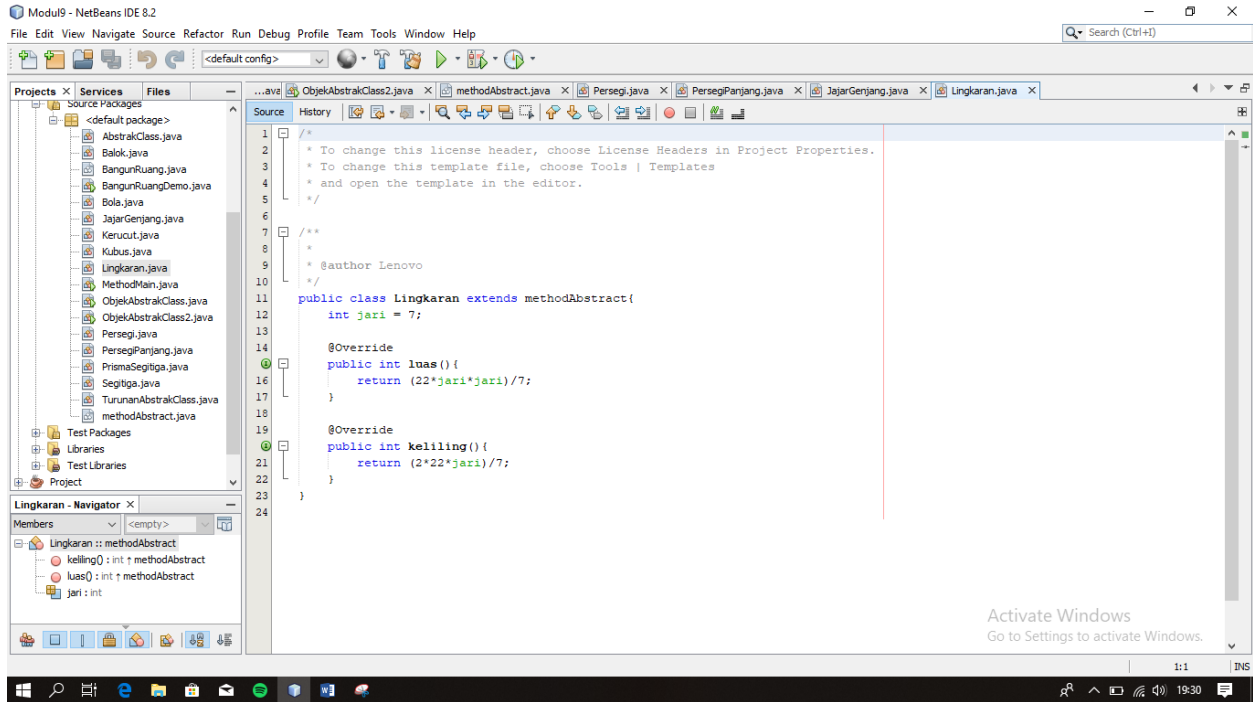 Modul9 - NetBeans IDE 8.2
File Edit View Navigate Source Refactor Run Debug Profile Team Tools Window Help
Search (Ctrl+I)
<default config>
Projects Services Files
...ava ObjekAbstrakClass2.java methodAbstract.java Persegi.java PersegiPanjang.java JajarGenjang.java Lingkaran.java
Source History
Source Packages
<default package>
AbstrakClass.java
Balok.java
BangunRuang.java
BangunRuangDemo.java
Bola.java
JajarGenjang.java
Kerucut.java
Kubus.java
Lingkaran.java
MethodMain.java
ObjekAbstrakClass.java
ObjekAbstrakClass2.java
Persegi.java
PersegiPanjang.java
PrismaSegitiga.java
Segitiga.java
TurunanAbstrakClass.java
methodAbstract.java
Test Packages
Libraries
Test Libraries
Project
Lingkaran - Navigator
Members <empty>
Lingkaran :: methodAbstract
keliling() : int ↑ methodAbstract
luas() : int ↑ methodAbstract
jari : int
1 /*
2 * To change this license header, choose License Headers in Project Properties.
3 * To change this template file, choose Tools | Templates
4 * and open the template in the editor.
5 */
6
7 /**
8 *
9 * @author Lenovo
10 */
11 public class Lingkaran extends methodAbstract{
12 int jari = 7;
13
14 @Override
public int luas(){
16 return (22*jari*jari)/7;
17 }
18
19 @Override
public int keliling(){
21 return (2*22*jari)/7;
22 }
23 }
24
Activate Windows
Go to Settings to activate Windows.
1:1 INS
19:30